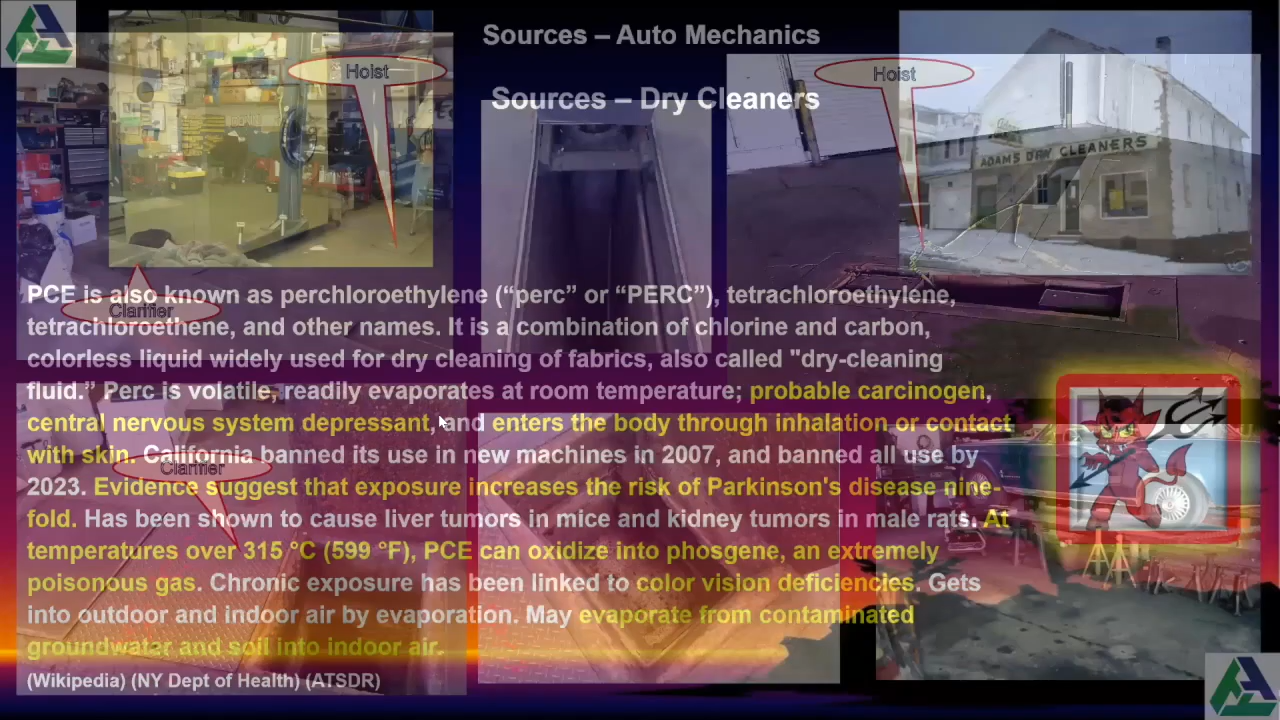 Sources – Auto Mechanics
Hoist
Hoist
Sources – Dry Cleaners
ADAMS DRY CLEANERS
PCE is also known as perchloroethylene (“perc” or “PERC”), tetrachloroethylene,
Clarifier
tetrachloroethene, and other names. It is a combination of chlorine and carbon,
colorless liquid widely used for dry cleaning of fabrics, also called "dry-cleaning
fluid.” Perc is volatile, readily evaporates at room temperature; probable carcinogen,
central nervous system depressant, and enters the body through inhalation or contact
with skin. California banned its use in new machines in 2007, and banned all use by
Clarifier
2023. Evidence suggest that exposure increases the risk of Parkinson's disease nine-
fold. Has been shown to cause liver tumors in mice and kidney tumors in male rats. At
temperatures over 315 °C (599 °F), PCE can oxidize into phosgene, an extremely
poisonous gas. Chronic exposure has been linked to color vision deficiencies. Gets
into outdoor and indoor air by evaporation. May evaporate from contaminated
groundwater and soil into indoor air.
(Wikipedia) (NY Dept of Health) (ATSDR)